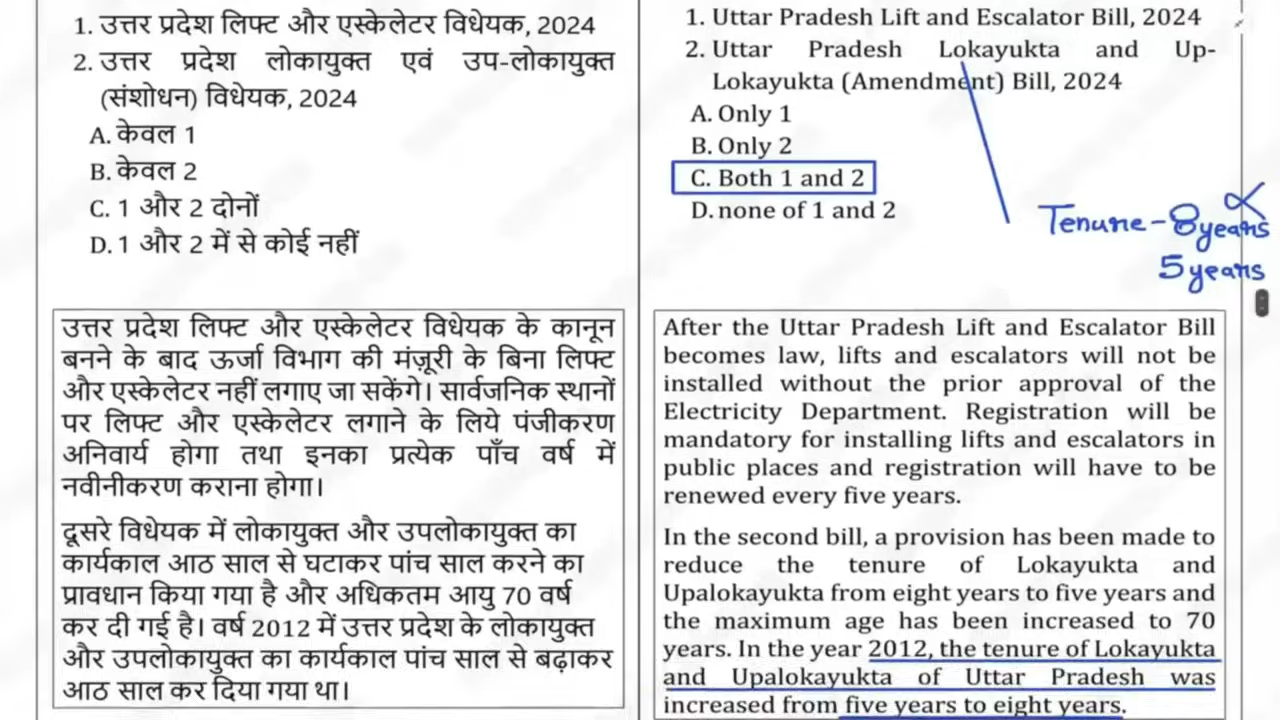 1. उत्तर प्रदेश लिफ्ट और एस्केलेटर विधेयक, 2024
2. उत्तर प्रदेश लोकायुक्त एवं उप-लोकायुक्त
(संशोधन) विधेयक, 2024
A. केवल 1
B. केवल 2
C. 1 और 2 दोनों
D. 1 और 2 में से कोई नहीं
उत्तर प्रदेश लिफ्ट और एस्केलेटर विधेयक के कानून
बनने के बाद ऊर्जा विभाग की मंज़ूरी के बिना लिफ्ट
और एस्केलेटर नहीं लगाए जा सकेंगे। सार्वजनिक स्थानों
पर लिफ्ट और एस्केलेटर लगाने के लिये पंजीकरण
अनिवार्य होगा तथा इनका प्रत्येक पाँच वर्ष में
नवीनीकरण कराना होगा।
दूसरे विधेयक में लोकायुक्त और उपलोकायुक्त का
कार्यकाल आठ साल से घटाकर पांच साल करने का
प्रावधान किया गया है और अधिकतम आयु 70 वर्ष
कर दी गई है। वर्ष 2012 में उत्तर प्रदेश के लोकायुक्त
और उपलोकायुक्त का कार्यकाल पांच साल से बढ़ाकर
आठ साल कर दिया गया था।
1. Uttar Pradesh Lift and Escalator Bill, 2024
2. Uttar Pradesh Lokayukta and Up-
Lokayukta (Amendment) Bill, 2024
A. Only 1
B. Only 2
C. Both 1 and 2
D. none of 1 and 2
Tenure - 8 years
5 years
After the Uttar Pradesh Lift and Escalator Bill
becomes law, lifts and escalators will not be
installed without the prior approval of the
Electricity Department. Registration will be
mandatory for installing lifts and escalators in
public places and registration will have to be
renewed every five years.
In the second bill, a provision has been made to
reduce the tenure of Lokayukta and
Upalokayukta from eight years to five years and
the maximum age has been increased to 70
years. In the year 2012, the tenure of Lokayukta
and Upalokayukta of Uttar Pradesh was
increased from five years to eight years.